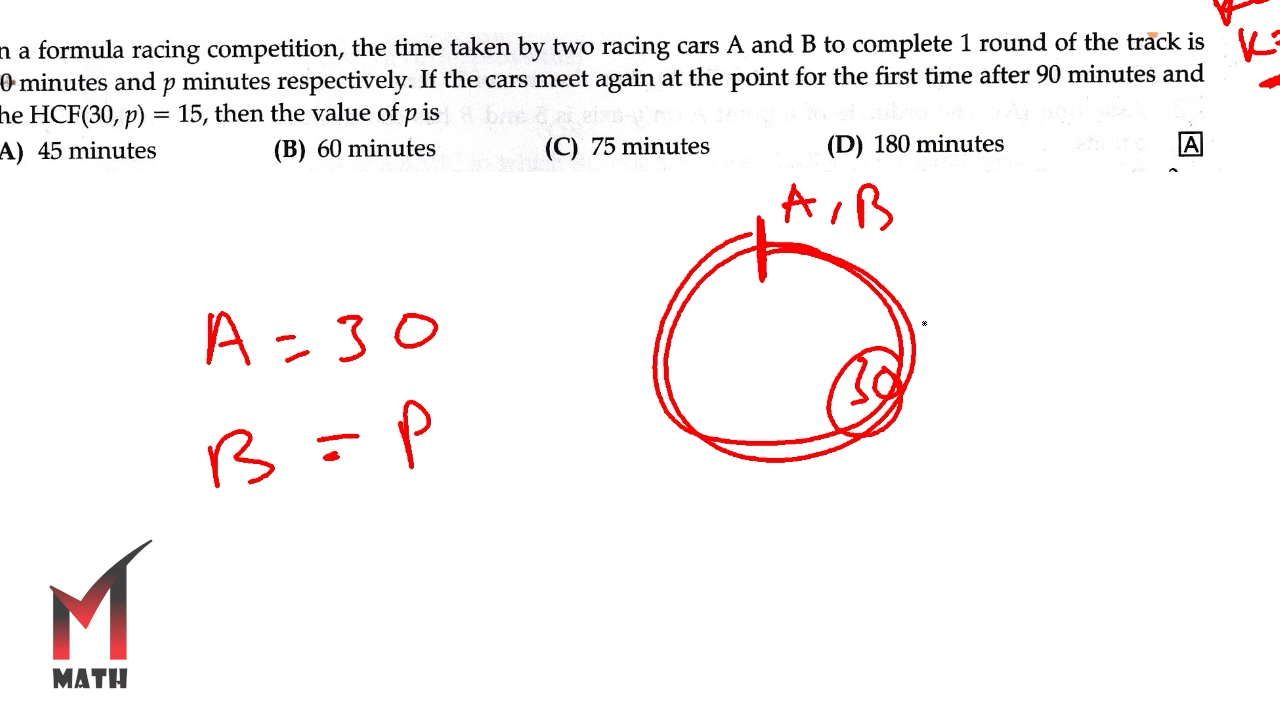 n a formula racing competition, the time taken by two racing cars A and B to complete 1 round of the track is
0 minutes and p minutes respectively. If the cars meet again at the point for the first time after 90 minutes and
he HCF(30, p) = 15, then the value of p is
A) 45 minutes (B) 60 minutes (C) 75 minutes (D) 180 minutes A
K=
A, B
A = 30
30
B = P
MATH